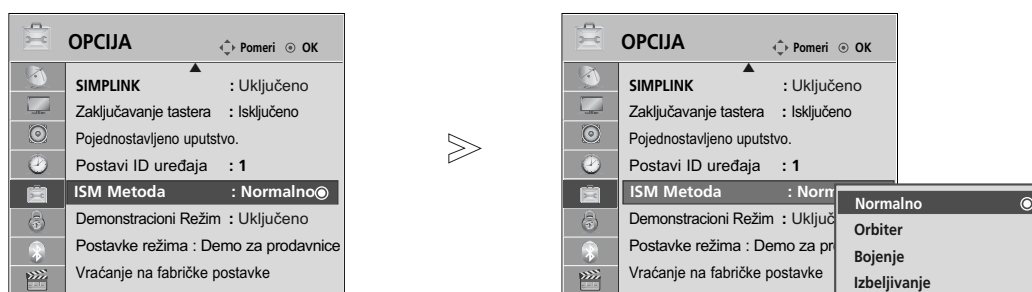 OPCIJA Pomeri OK
SIMPLINK : Uključeno
Zaključavanje tastera : Isključeno
Pojednostavljeno uputstvo.
Postavi ID uređaja : 1
ISM Metoda : Normalno
Demonstracioni Režim : Uključeno
Postavke režima : Demo za prodavnice
Vraćanje na fabričke postavke
OPCIJA Pomeri OK
SIMPLINK : Uključeno
Zaključavanje tastera : Isključeno
Pojednostavljeno uputstvo.
Postavi ID uređaja : 1
ISM Metoda : Norm
Demonstracioni Režim : Uključ
Postavke režima : Demo za pr
Vraćanje na fabričke postavke
Normalno
Orbiter
Bojenje
Izbeljivanje